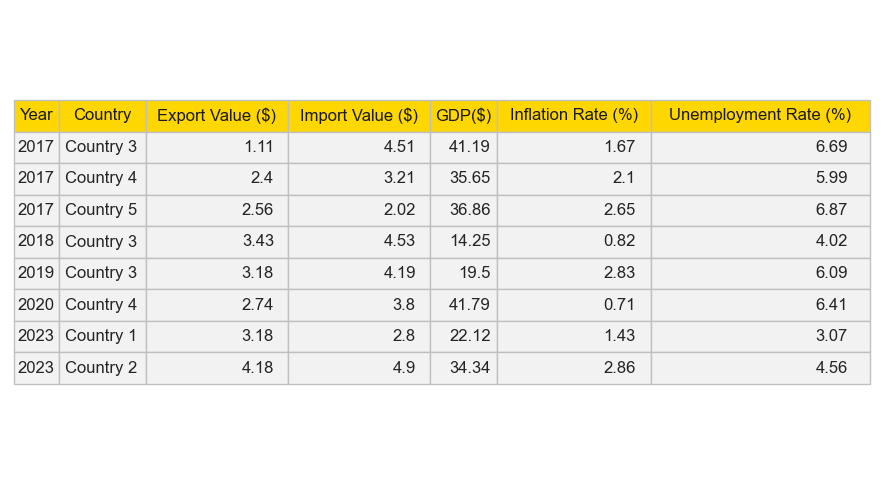 Year Country Export Value ($) Import Value ($) GDP($) Inflation Rate (%) Unemployment Rate (%)
2017 Country 3 1.11 4.51 41.19 1.67 6.69
2017 Country 4 2.4 3.21 35.65 2.1 5.99
2017 Country 5 2.56 2.02 36.86 2.65 6.87
2018 Country 3 3.43 4.53 14.25 0.82 4.02
2019 Country 3 3.18 4.19 19.5 2.83 6.09
2020 Country 4 2.74 3.8 41.79 0.71 6.41
2023 Country 1 3.18 2.8 22.12 1.43 3.07
2023 Country 2 4.18 4.9 34.34 2.86 4.56